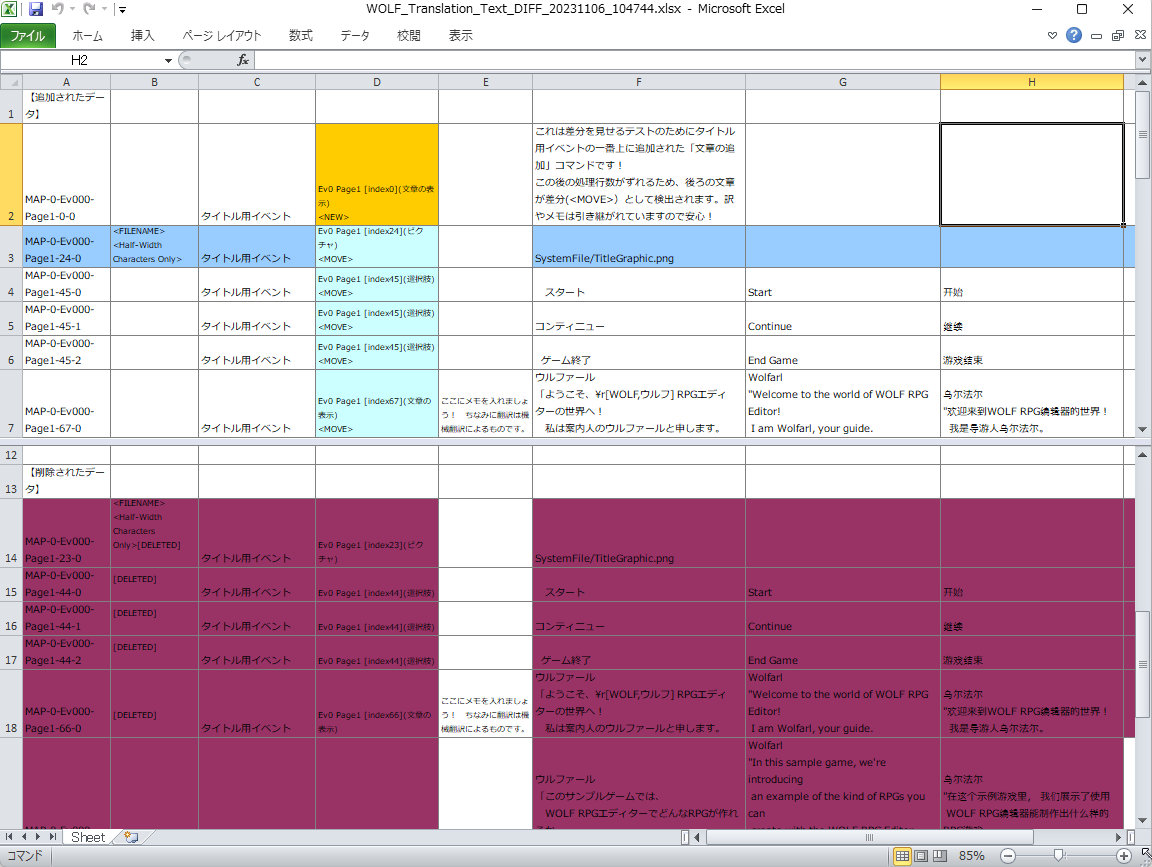 WOLF_Translation_Text_DIFF_20231106_104744.xlsx - Microsoft Excel
ファイル ホーム 挿入 ページ レイアウト 数式 データ 校閲 表示
H2 fx
A B C D E F G H
1
【追加されたデー
タ】
2
MAP-0-Ev000-
Page1-0-0
タイトル用イベント
Ev0 Page1 [index0](文章の表
示)
<NEW>
これは差分を見せるテストのためにタイトル
用イベントの一番上に追加された「文章の追
加」コマンドです！
この後の処理行数がずれるため、後ろの文章
が差分(<MOVE>）として検出されます。訳
やメモは引き継がれていますので安心！
3
MAP-0-Ev000-
Page1-24-0
<FILENAME>
<Half-Width
Characters Only>
タイトル用イベント
Ev0 Page1 [index24](ピク
チャ)
<MOVE>
SystemFile/TitleGraphic.png
4
MAP-0-Ev000-
Page1-45-0
タイトル用イベント
Ev0 Page1 [index45](選択肢)
<MOVE>
スタート
Start
开始
5
MAP-0-Ev000-
Page1-45-1
タイトル用イベント
Ev0 Page1 [index45](選択肢)
<MOVE>
コンティニュー
Continue
继续
6
MAP-0-Ev000-
Page1-45-2
タイトル用イベント
Ev0 Page1 [index45](選択肢)
<MOVE>
ゲーム終了
End Game
游戏结束
7
MAP-0-Ev000-
Page1-67-0
タイトル用イベント
Ev0 Page1 [index67](文章の
表示)
<MOVE>
ここにメモを入れましょ
う！　ちなみに翻訳は機
械翻訳によるものです。
ウルファール
「ようこそ、¥r[WOLF,ウルフ] RPGエディ
ターの世界へ！
私は案内人のウルファールと申します。
Wolfarl
"Welcome to the world of WOLF RPG
Editor!
I am Wolfarl, your guide.
乌尔法尔
"欢迎来到WOLF RPG编辑器的世界！
我是导游人乌尔法尔。
12
13
【削除されたデー
タ】
14
MAP-0-Ev000-
Page1-23-0
<FILENAME>
<Half-Width
Characters
Only>[DELETED]
タイトル用イベント
Ev0 Page1 [index23](ピク
チャ)
SystemFile/TitleGraphic.png
15
MAP-0-Ev000-
Page1-44-0
[DELETED]
タイトル用イベント
Ev0 Page1 [index44](選択肢)
スタート
Start
开始
16
MAP-0-Ev000-
Page1-44-1
[DELETED]
タイトル用イベント
Ev0 Page1 [index44](選択肢)
コンティニュー
Continue
继续
17
MAP-0-Ev000-
Page1-44-2
[DELETED]
タイトル用イベント
Ev0 Page1 [index44](選択肢)
ゲーム終了
End Game
游戏结束
18
MAP-0-Ev000-
Page1-66-0
[DELETED]
タイトル用イベント
Ev0 Page1 [index66](文章の
表示)
ここにメモを入れましょ
う！　ちなみに翻訳は機
械翻訳によるものです。
ウルファール
「ようこそ、¥r[WOLF,ウルフ] RPGエディ
ターの世界へ！
私は案内人のウルファールと申します。
Wolfarl
"Welcome to the world of WOLF RPG
Editor!
I am Wolfarl, your guide.
乌尔法尔
"欢迎来到WOLF RPG编辑器的世界！
我是导游人乌尔法尔。
ウルファール
「このサンプルゲームでは、
WOLF RPGエディターでどんなRPGが作れ
Wolfarl
"In this sample game, we're
introducing
an example of the kind of RPGs you
can
乌尔法尔
"在这个示例游戏里， 我们展示了使用
WOLF RPG编辑器能制作出什么样的
Sheet
コマンド
85%